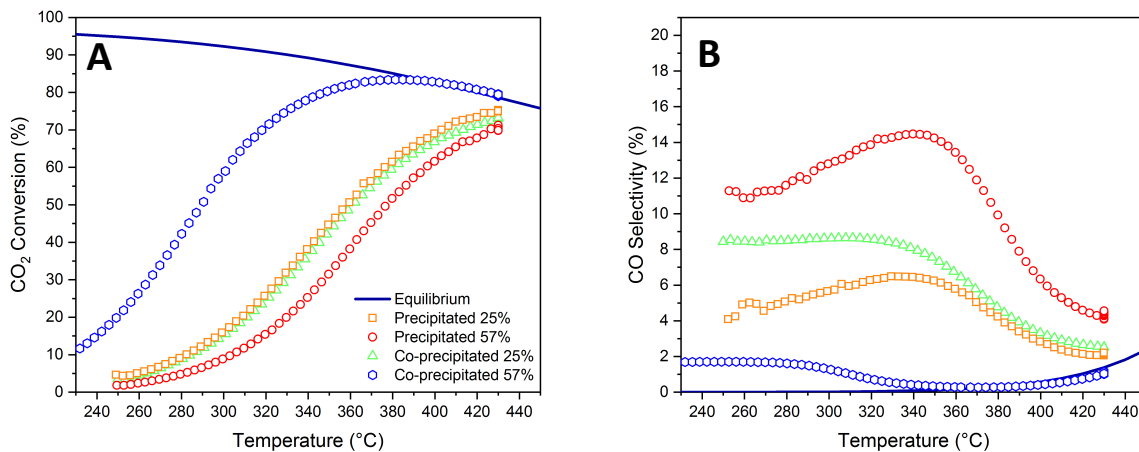 A
CO2 Conversion (%)
100
90
80
70
60
50
40
30
20
10
0
240 260 280 300 320 340 360 380 400 420 440
Temperature (°C)
Equilibrium
Precipitated 25%
Precipitated 57%
Co-precipitated 25%
Co-precipitated 57%
B
CO Selectivity (%)
20
18
16
14
12
10
8
6
4
2
0
240 260 280 300 320 340 360 380 400 420 440
Temperature (°C)